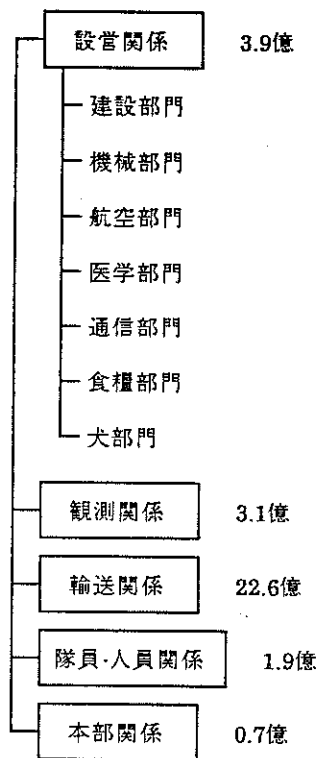 設営関係 3.9億
建設部門
機械部門
航空部門
医学部門
通信部門
食糧部門
犬部門
観測関係 3.1億
輸送関係 22.6億
隊員·人員関係 1.9億
本部関係 0.7億